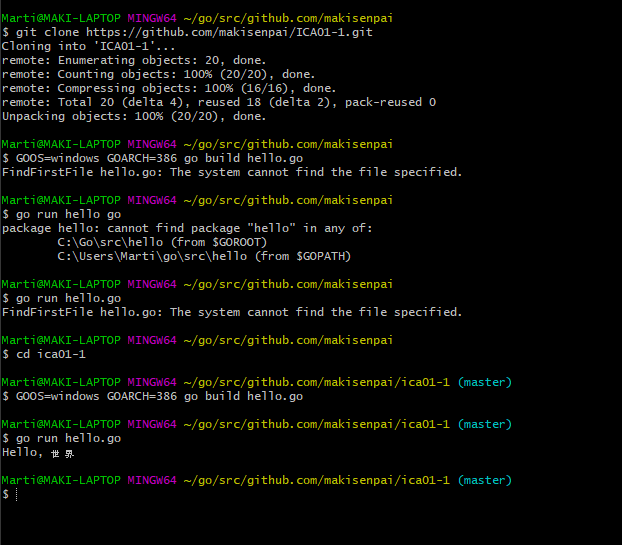 Marti@MAKI-LAPTOP MINGW64 ~/go/src/github.com/makisenpai
$ git clone https://github.com/makisenpai/ICA01-1.git
Cloning into 'ICA01-1'...
remote: Enumerating objects: 20, done.
remote: Counting objects: 100% (20/20), done.
remote: Compressing objects: 100% (16/16), done.
remote: Total 20 (delta 4), reused 18 (delta 2), pack-reused 0
Unpacking objects: 100% (20/20), done.
Marti@MAKI-LAPTOP MINGW64 ~/go/src/github.com/makisenpai
$ GOOS=windows GOARCH=386 go build hello.go
FindFirstFile hello.go: The system cannot find the file specified.
Marti@MAKI-LAPTOP MINGW64 ~/go/src/github.com/makisenpai
$ go run hello go
package hello: cannot find package "hello" in any of:
        C:\Go\src\hello (from $GOROOT)
        C:\Users\Marti\go\src\hello (from $GOPATH)
Marti@MAKI-LAPTOP MINGW64 ~/go/src/github.com/makisenpai
$ go run hello.go
FindFirstFile hello.go: The system cannot find the file specified.
Marti@MAKI-LAPTOP MINGW64 ~/go/src/github.com/makisenpai
$ cd ica01-1
Marti@MAKI-LAPTOP MINGW64 ~/go/src/github.com/makisenpai/ica01-1 (master)
$ GOOS=windows GOARCH=386 go build hello.go
Marti@MAKI-LAPTOP MINGW64 ~/go/src/github.com/makisenpai/ica01-1 (master)
$ go run hello.go
Hello, 世界
Marti@MAKI-LAPTOP MINGW64 ~/go/src/github.com/makisenpai/ica01-1 (master)
$